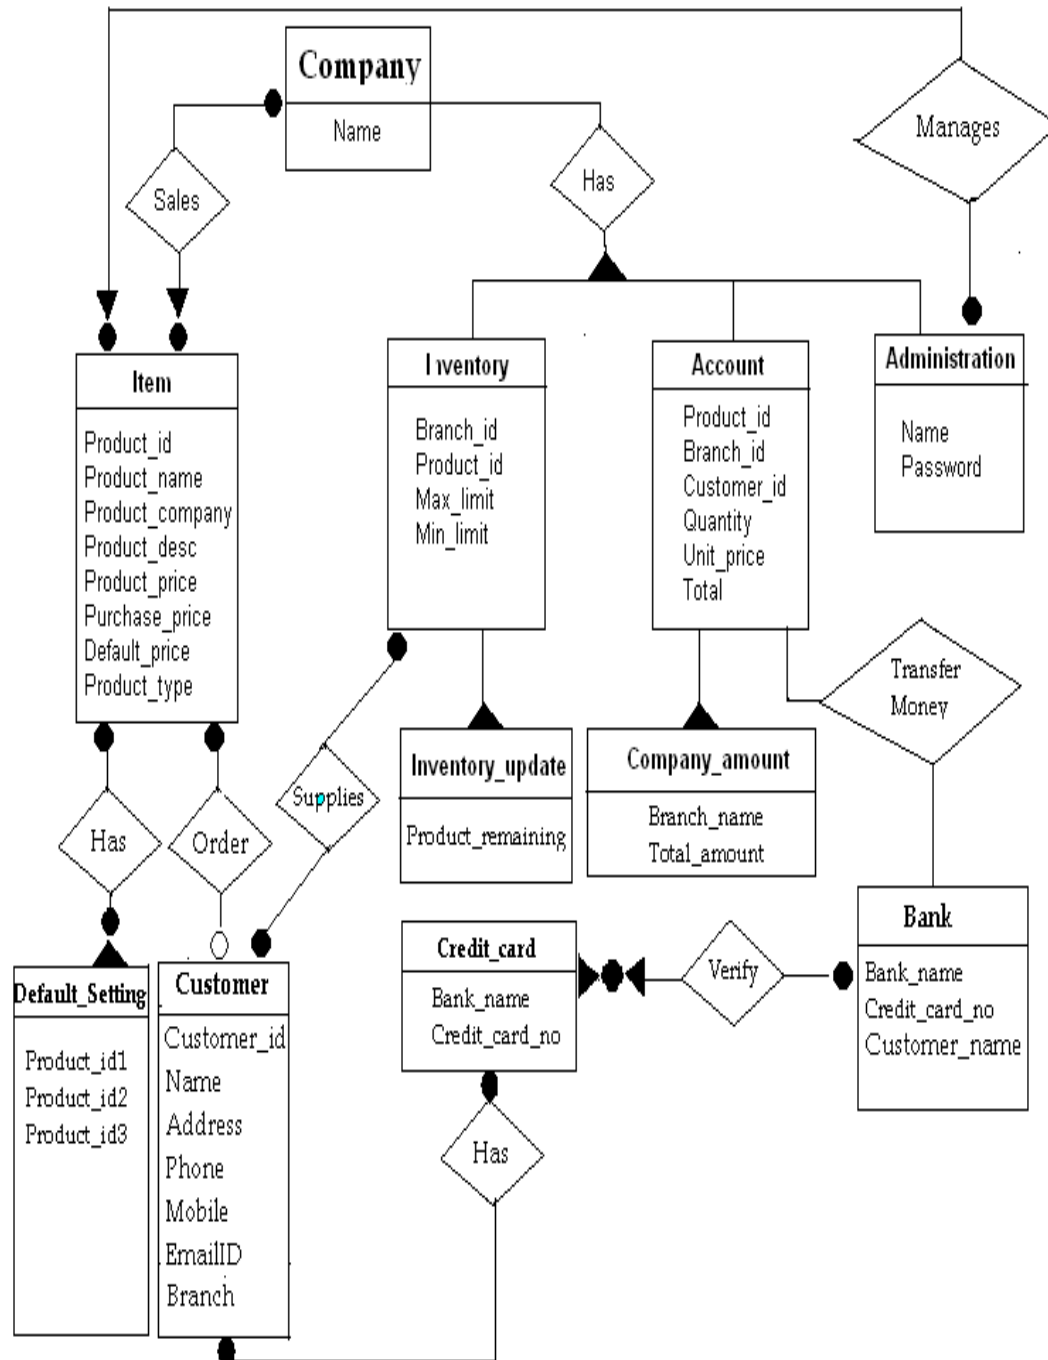 Company
Name
Manages
Sales
Has
Item
Product_id
Product_name
Product_company
Product_desc
Product_price
Purchase_price
Default_price
Product_type
Inventory
Branch_id
Product_id
Max_limit
Min_limit
Account
Product_id
Branch_id
Customer_id
Quantity
Unit_price
Total
Administration
Name
Password
Transfer
Money
Supplies
Inventory_update
Product_remaining
Company_amount
Branch_name
Total_amount
Has
Order
Default_Setting
Product_id1
Product_id2
Product_id3
Customer
Customer_id
Name
Address
Phone
Mobile
EmailID
Branch
Credit_card
Bank_name
Credit_card_no
Verify
Bank
Bank_name
Credit_card_no
Customer_name
Has